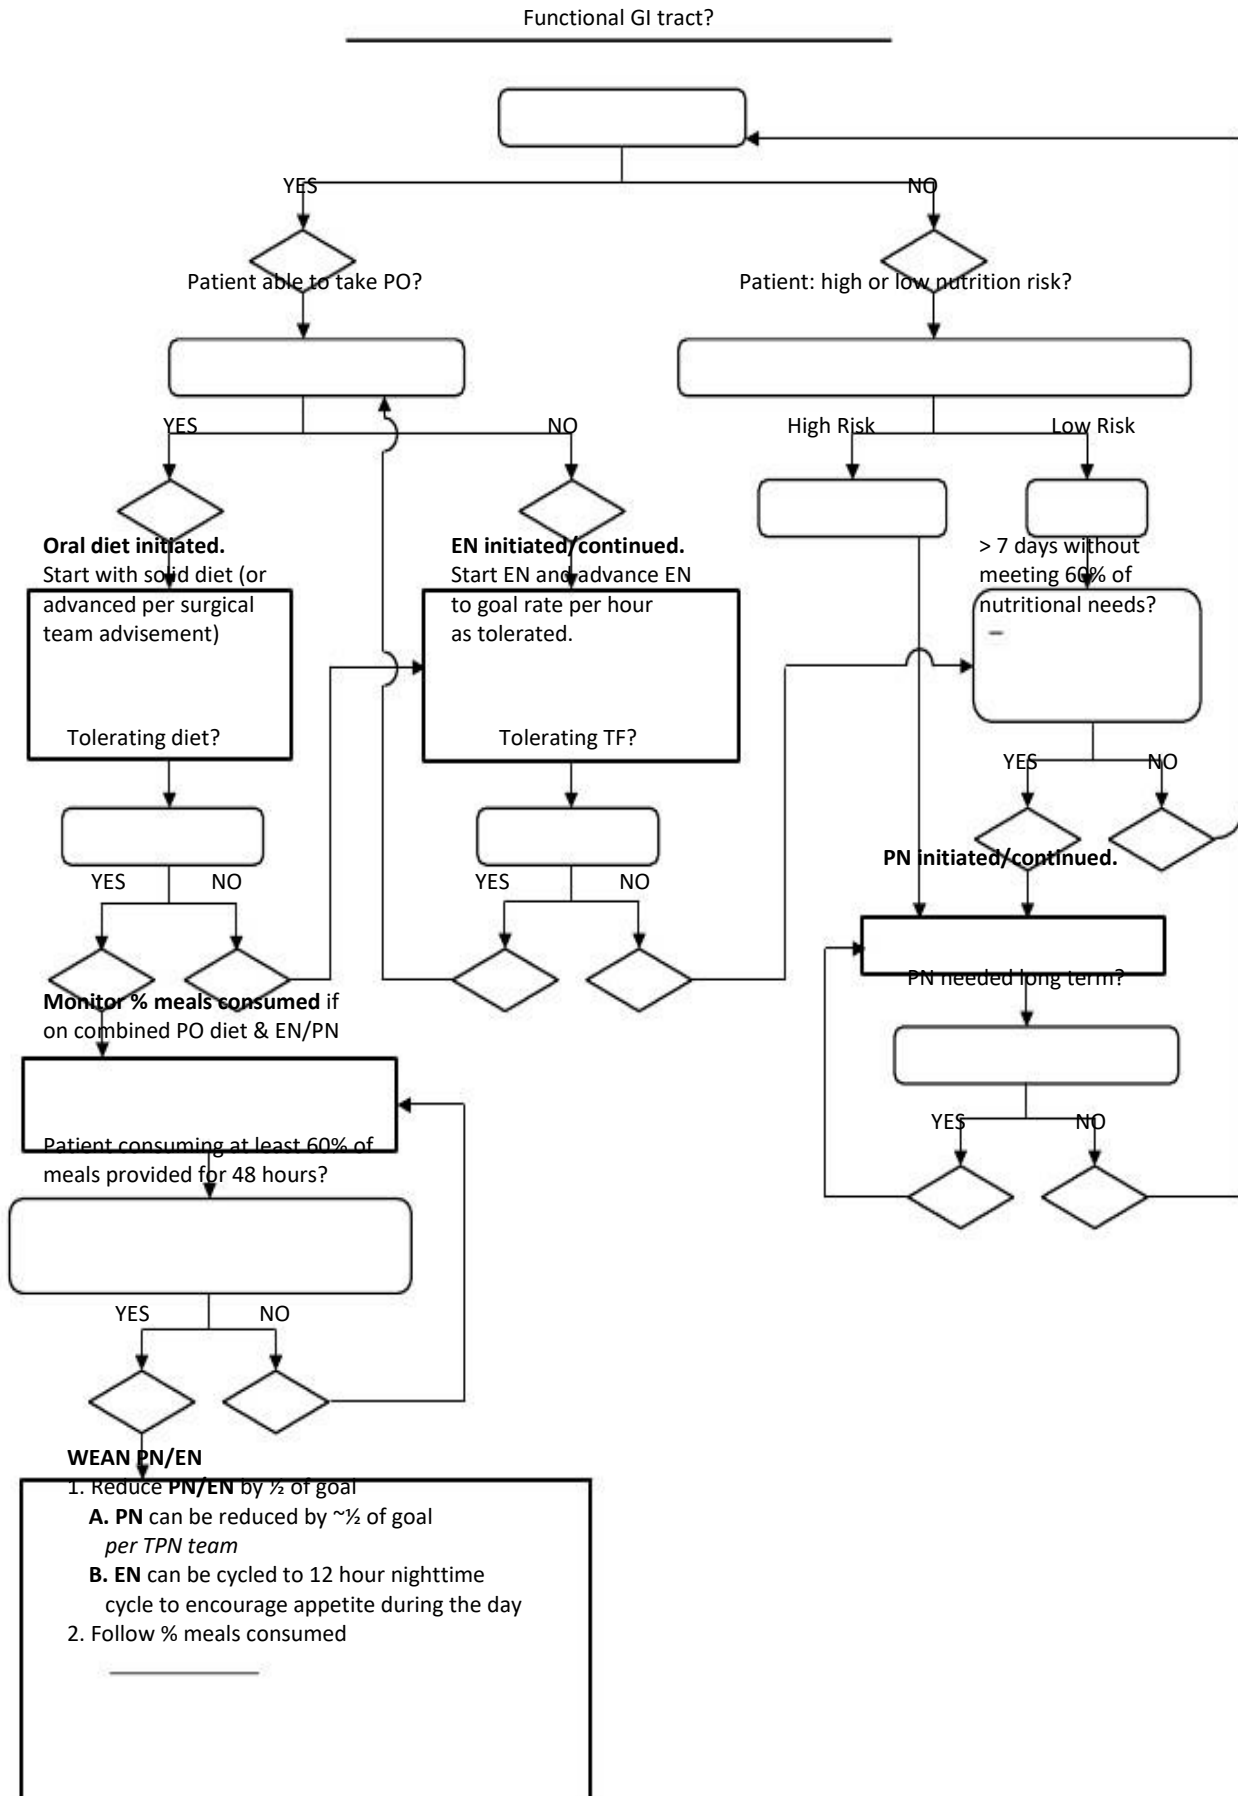 Functional GI tract?
YES
NO
Patient able to take PO?
Patient: high or low nutrition risk?
YES
NO
High Risk
Low Risk
Oral diet initiated.
Start with solid diet (or
advanced per surgical
team advisement)
EN initiated/continued.
Start EN and advance EN
to goal rate per hour
as tolerated.
> 7 days without
meeting 60% of
nutritional needs?
Tolerating diet?
Tolerating TF?
YES
NO
PN initiated/continued.
YES
NO
YES
NO
Monitor % meals consumed if
on combined PO diet & EN/PN
PN needed long term?
YES
NO
Patient consuming at least 60% of
meals provided for 48 hours?
YES
NO
WEAN PN/EN
1. Reduce PN/EN by ½ of goal
A. PN can be reduced by ~½ of goal
per TPN team
B. EN can be cycled to 12 hour nighttime
cycle to encourage appetite during the day
2. Follow % meals consumed